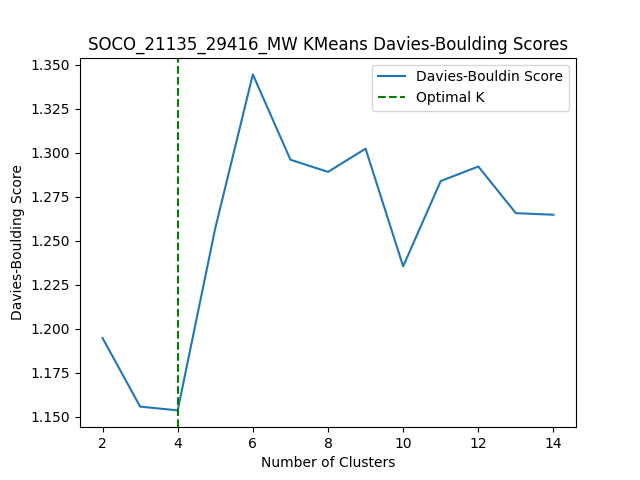 SOCO_21135_29416_MW KMeans Davies-Boulding Scores
Davies-Bouldin Score
Optimal K
1.350
1.325
1.300
1.275
1.250
1.225
1.200
1.175
1.150
Davies-Boulding Score
2 4 6 8 10 12 14
Number of Clusters